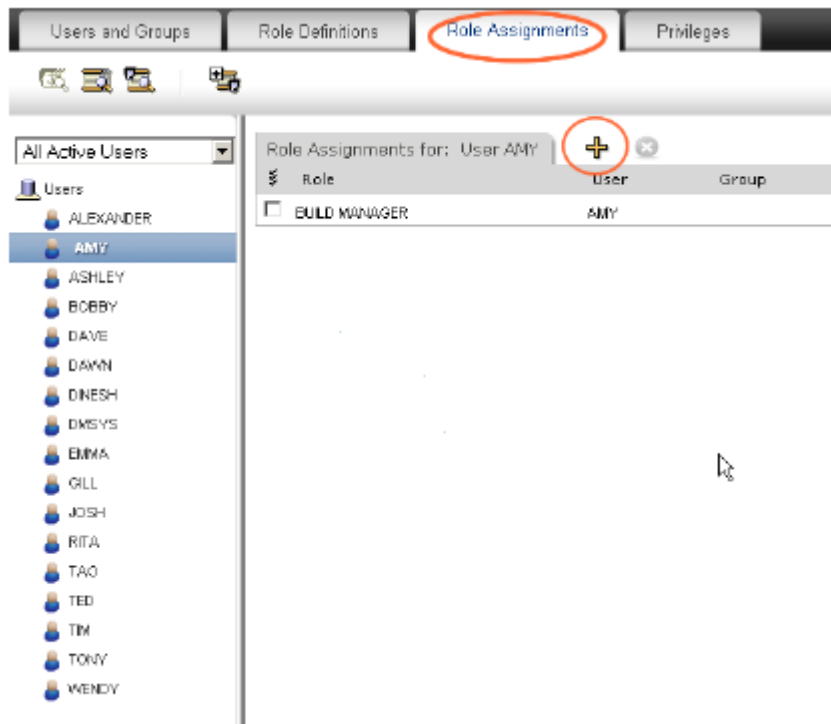 Users and Groups
Role Definitions
Role Assignments
Privileges
All Active Users
Users
ALEXANDER
AMY
ASHLEY
BOBBY
DAVE
DAWN
DINESH
DMSYS
EMMA
GILL
JOSH
RITA
TAO
TED
TIM
TONY
WENDY
Role Assignments for: User AMY
Role User Group
BUILD MANAGER AMY